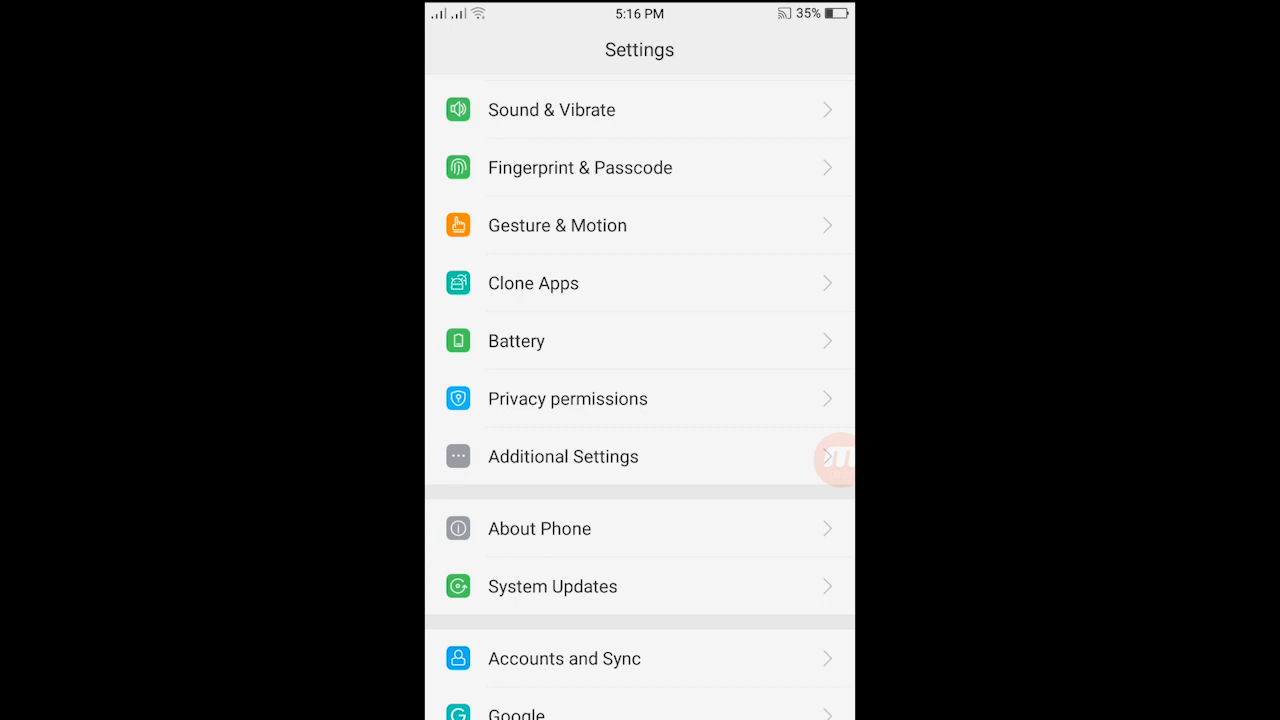 5:16 PM
35%
Settings
Sound & Vibrate
Fingerprint & Passcode
Gesture & Motion
Clone Apps
Battery
Privacy permissions
Additional Settings
About Phone
System Updates
Accounts and Sync
Google